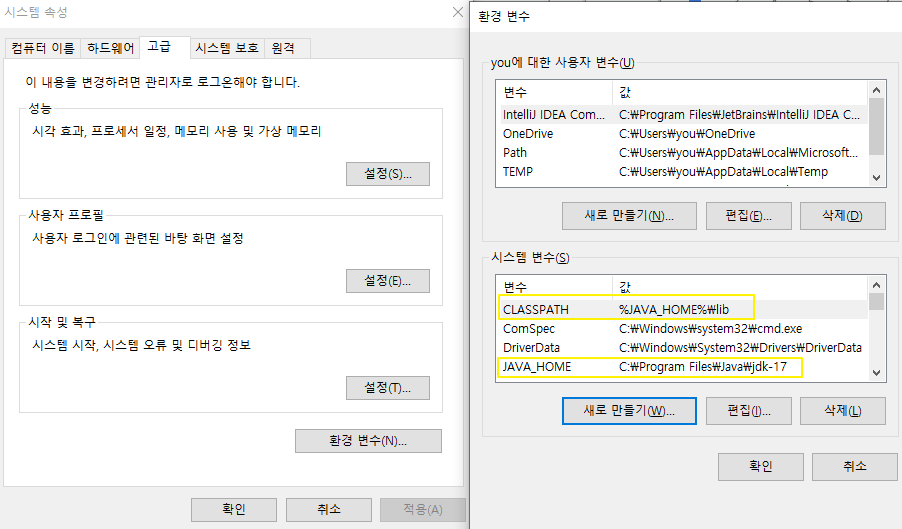 시스템 속성
컴퓨터 이름 하드웨어 고급 시스템 보호 원격
이 내용을 변경하려면 관리자로 로그온해야 합니다.
성능
시각 효과, 프로세서 일정, 메모리 사용 및 가상 메모리
설정(S)...
사용자 프로필
사용자 로그인에 관련된 바탕 화면 설정
설정(E)...
시작 및 복구
시스템 시작, 시스템 오류 및 디버깅 정보
설정(T)...
환경 변수(N)...
확인 취소 적용(A)
환경 변수
you에 대한 사용자 변수(U)
변수 값
IntelliJ IDEA Com... C:₩Program Files₩JetBrains₩IntelliJ IDEA C...
OneDrive C:₩Users₩you₩OneDrive
Path C:₩Users₩you₩AppData₩Local₩Microsoft...
TEMP C:₩Users₩you₩AppData₩Local₩Temp
새로 만들기(N)... 편집(E)... 삭제(D)
시스템 변수(S)
변수 값
CLASSPATH %JAVA_HOME%₩lib
ComSpec C:₩Windows₩system32₩cmd.exe
DriverData C:₩Windows₩System32₩Drivers₩DriverData
JAVA_HOME C:₩Program Files₩Java₩jdk-17
새로 만들기(W)... 편집(I)... 삭제(L)
확인 취소